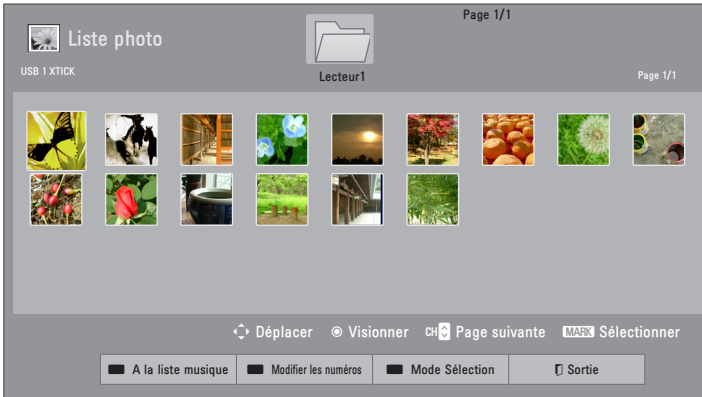 Page 1/1
Liste photo
USB 1 XTICK
Lecteur1
Page 1/1
Déplacer
Visionner
CH
Page suivante
MARK
Sélectionner
A la liste musique
Modifier les numéros
Mode Sélection
Sortie